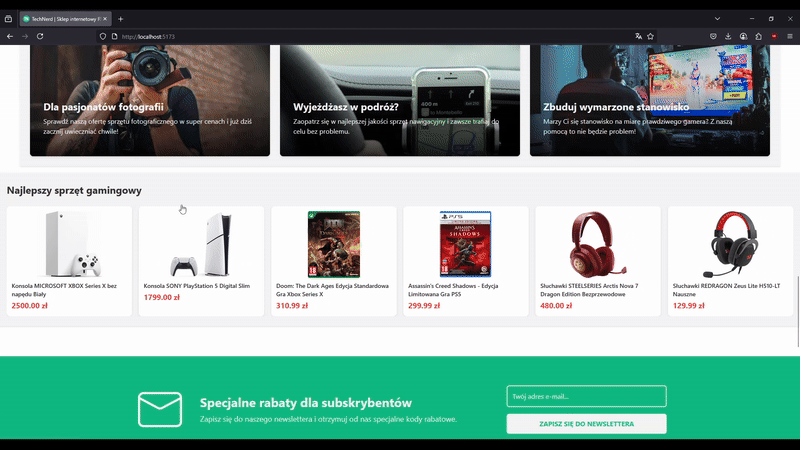 TechNerd | Sklep internetowy
http://localhost:5173
Dla pasjonatów fotografii
Sprawdź naszą ofertę sprzętu fotograficznego w super cenach i już dziś
zacznij uwieczniać chwile!
400 m
Wyjeżdżasz w podróż?
Zaopatrz się w najlepszej jakości sprzęt nawigacyjny i zawsze trafiaj do
celu bez problemu.
Zbuduj wymarzone stanowisko
Marzy Ci się stanowisko na miarę prawdziwego gamera? Z naszą
pomocą to nie będzie problem!
Najlepszy sprzęt gamingowy
PS5
SHADOWS
Konsola MICROSOFT XBOX Series X bez
napędu Biały
2500.00 zł
Konsola SONY PlayStation 5 Digital Slim
1799.00 zł
Doom: The Dark Ages Edycja Standardowa
Gra Xbox Series X
310.99 zł
Assassin's Creed Shadows - Edycja
Limitowana Gra PS5
299.99 zł
Słuchawki STEELSERIES Arctis Nova 7
Dragon Edition Bezprzewodowe
480.00 zł
Słuchawki REDRAGON Zeus Lite H510-LT
Nauszne
129.99 zł
Specjalne rabaty dla subskrybentów
Zapisz się do naszego newslettera i otrzymuj od nas specjalne kody rabatowe.
Twój adres e-mail...
ZAPISZ SIĘ DO NEWSLETTERA